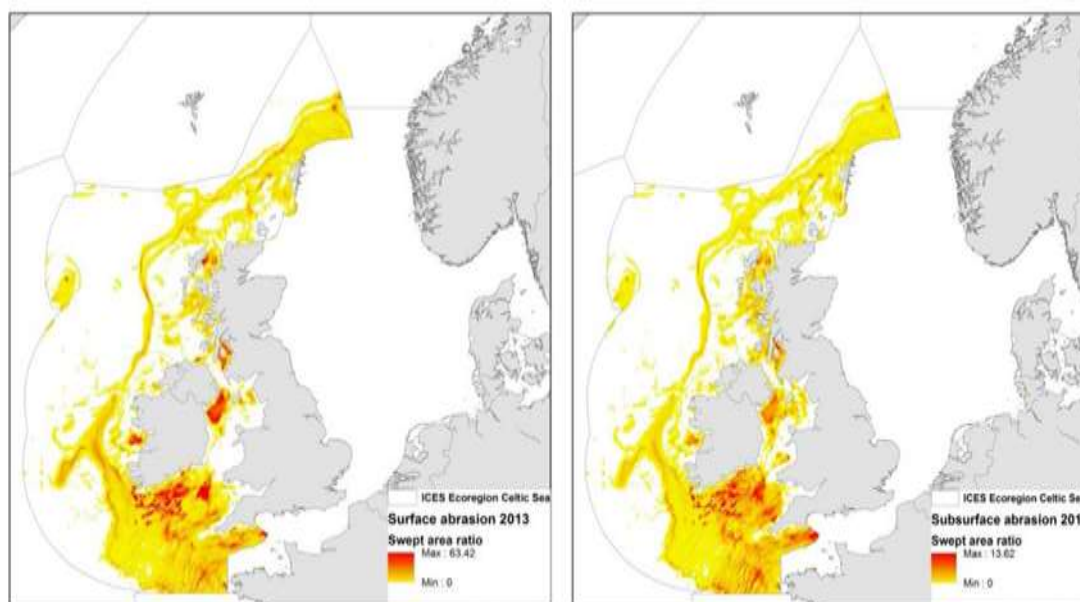 ICES Ecoregion Celtic Sea
Surface abrasion 2013
Swept area ratio
Max : 63.42
Min : 0
ICES Ecoregion Celtic Sea
Subsurface abrasion 201
Swept area ratio
Max : 13.62
Min : 0